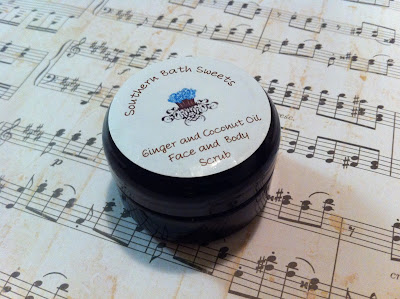 Southern Bath Sweets
Ginger and Coconut Oil
Face and Body
Scrub